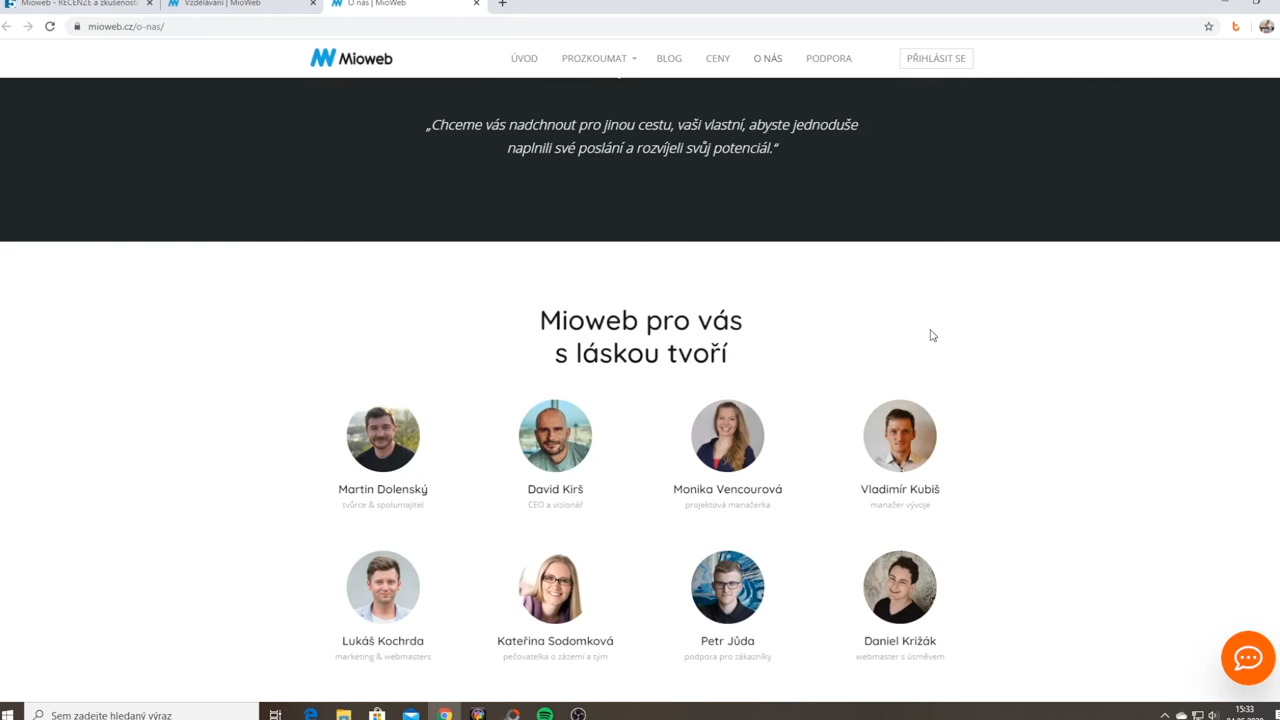 Mioweb - RECENZE a zkušenosti
Vzdělávání | MioWeb
O nás | MioWeb
mioweb.cz/o-nas/
Mioweb
ÚVOD PROZKOUMAT BLOG CENY O NÁS PODPORA PŘIHLÁSIT SE
„Chceme vás nadchnout pro jinou cestu, vaši vlastní, abyste jednoduše
naplnili své poslání a rozvíjeli svůj potenciál.“
Mioweb pro vás
s láskou tvoří
Martin Dolenský
tvůrce & spolumajitel
David Kirš
CEO a vizionář
Monika Vencourová
projektová manažerka
Vladimír Kubiš
manažer vývoje
Lukáš Kochrda
marketing & webmasters
Kateřina Sodomková
pečovatelka o zázemí a tým
Petr Jůda
podpora pro zákazníky
Daniel Križák
webmaster s úsměvem
Sem zadejte hledaný výraz
15:33